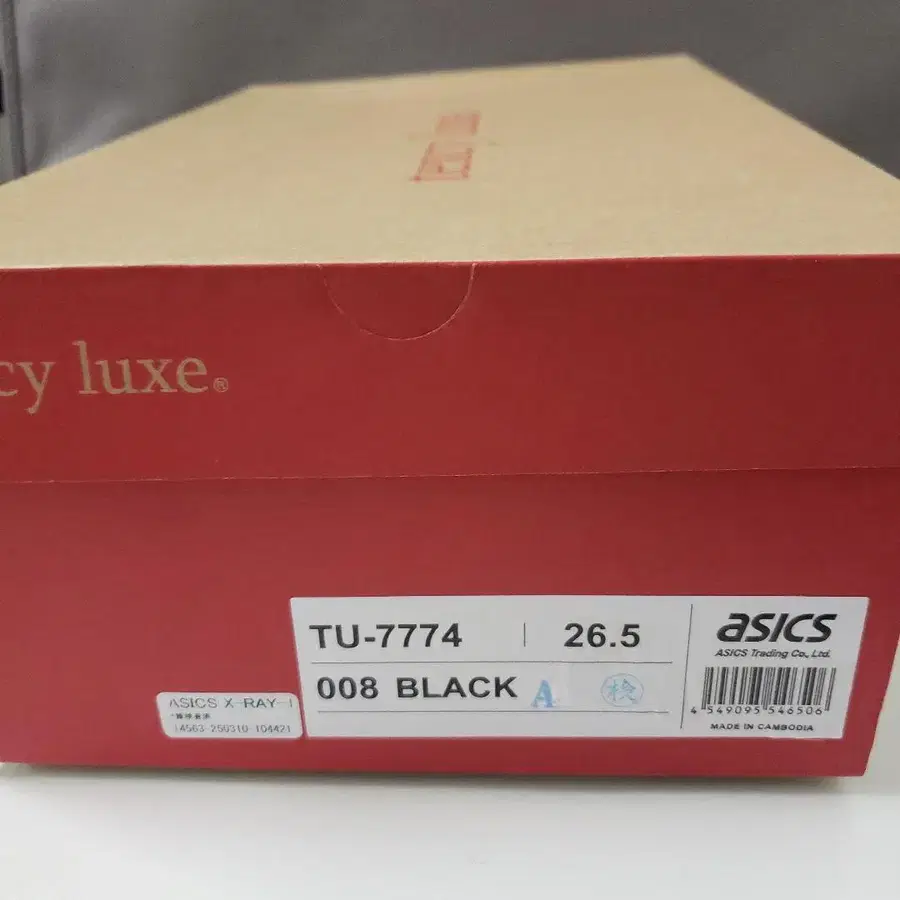 cy luxe®
TU-7774 | 26.5
008 BLACK A 検
asics
ASICS Trading Co., Ltd.
4 549095 546506
MADE IN CAMBODIA
ASICS X-RAY-I
14563-250310-104421